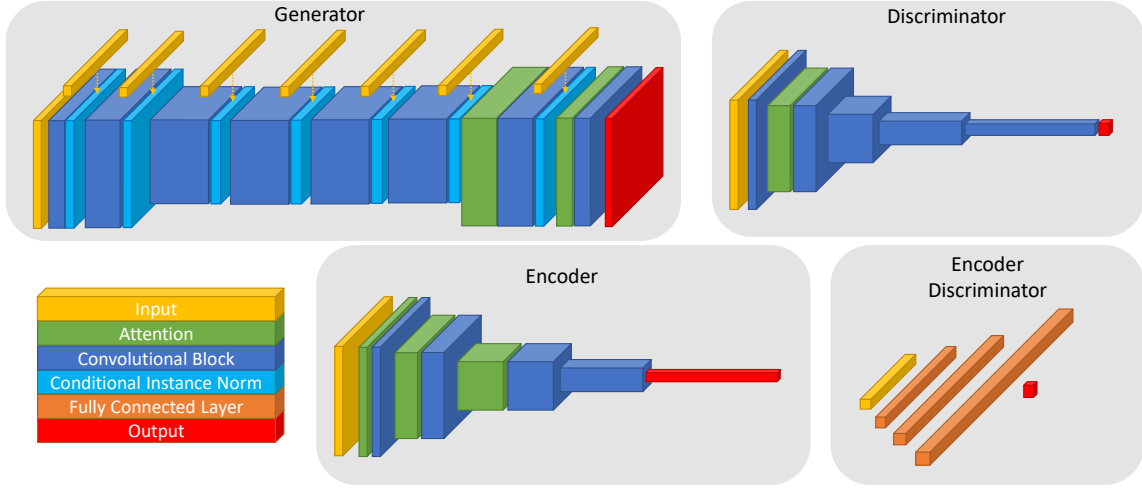 Generator
Discriminator
Encoder
Encoder
Discriminator
Input
Attention
Convolutional Block
Conditional Instance Norm
Fully Connected Layer
Output